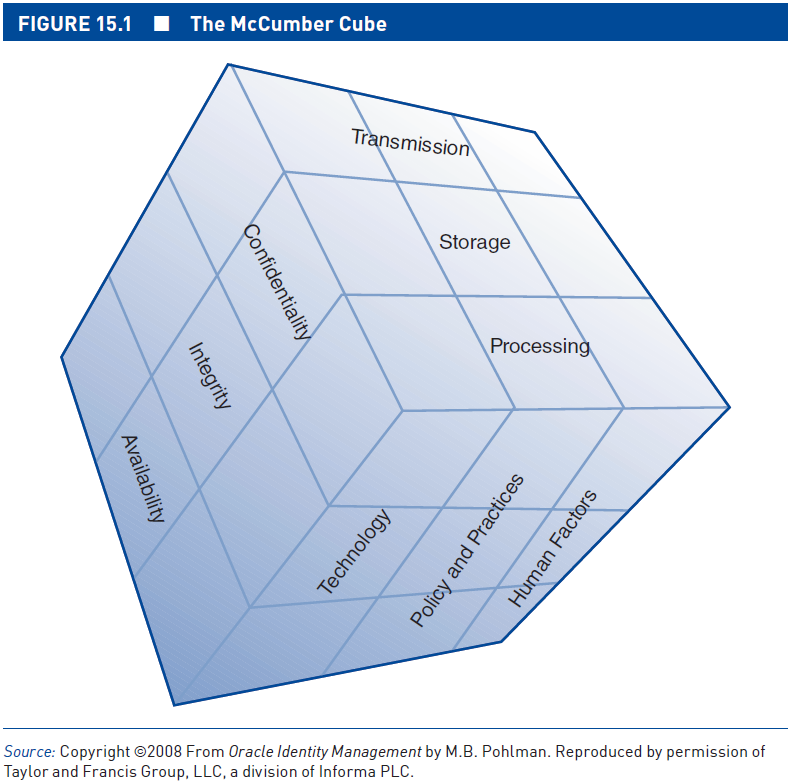 FIGURE 15.1 ■ The McCumber Cube
Transmission
Storage
Processing
Confidentiality
Integrity
Availability
Technology
Policy and Practices
Human Factors
Source: Copyright ©2008 From Oracle Identity Management by M.B. Pohlman. Reproduced by permission of
Taylor and Francis Group, LLC, a division of Informa PLC.